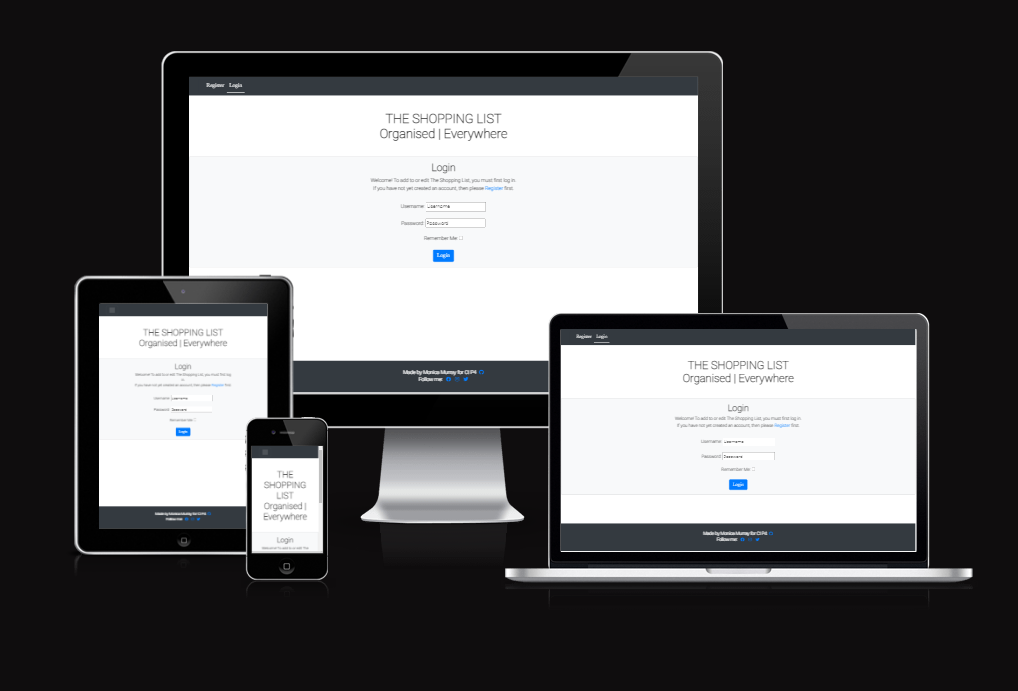 Register Login
THE SHOPPING LIST
Organised | Everywhere
Login
Welcome! To add to or edit The Shopping List, you must first log in.
If you have not yet created an account, then please Register first.
Username: Username
Password: Password
Remember Me:
Login
Made by Monica Murray for CI P4
Follow me:
THE SHOPPING LIST
Organised | Everywhere
Login
Welcome! To add to or edit The Shopping List, you must first log
in.
If you have not yet created an account, then please Register first.
Username: Username
Password: Password
Remember Me:
Login
Made by Monica Murray for CI P4
Follow me:
THE
SHOPPING
LIST
Organised |
Everywhere
Login
Welcome! To add to or edit The
Register Login
THE SHOPPING LIST
Organised | Everywhere
Login
Welcome! To add to or edit The Shopping List, you must first log in.
If you have not yet created an account, then please Register first.
Username: Username
Password: Password
Remember Me:
Login
Made by Monica Murray for CI P4
Follow me: